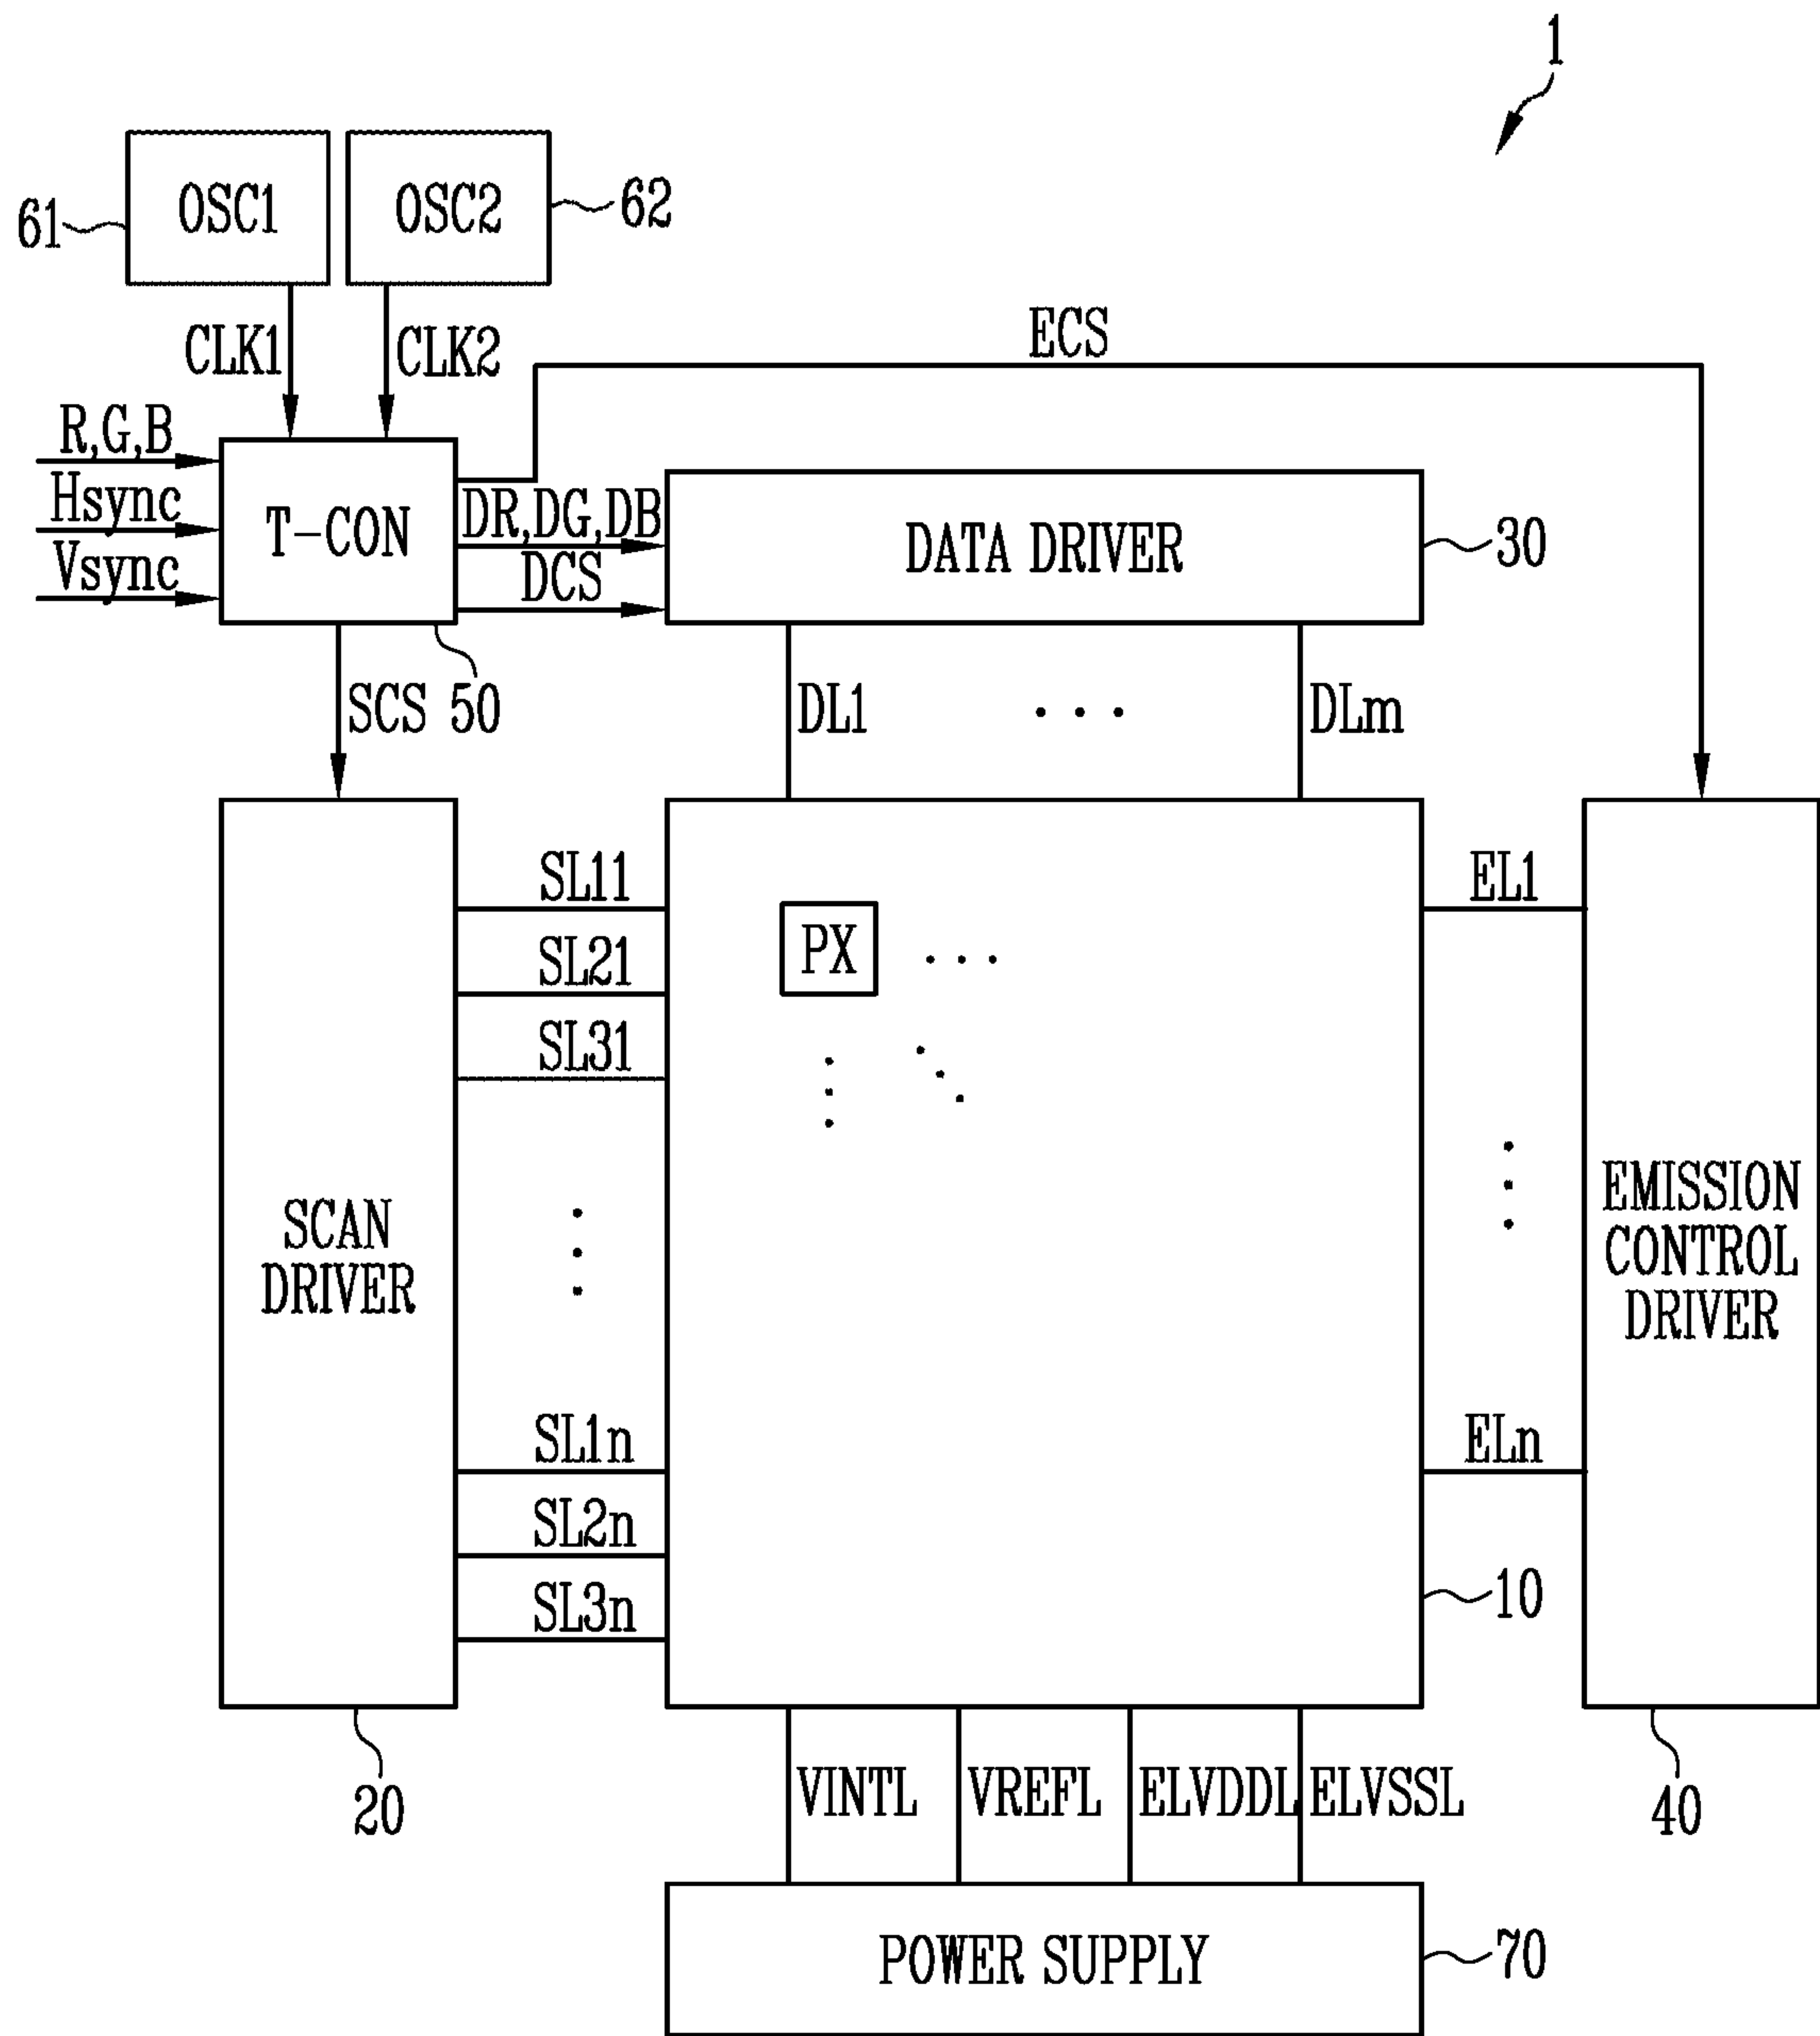 1
OSC1
OSC2
61
62
CLK1
CLK2
ECS
R,G,B
Hsync
Vsync
T-CON
DR,DG,DB
DCS
DATA DRIVER
30
SCS
50
DL1
DLm
SL11
SL21
SL31
PX
EL1
SCAN
DRIVER
EMISSION
CONTROL
DRIVER
SL1n
SL2n
SL3n
ELn
10
20
40
VINTL
VREFL
ELVDDL
ELVSSL
POWER SUPPLY
70